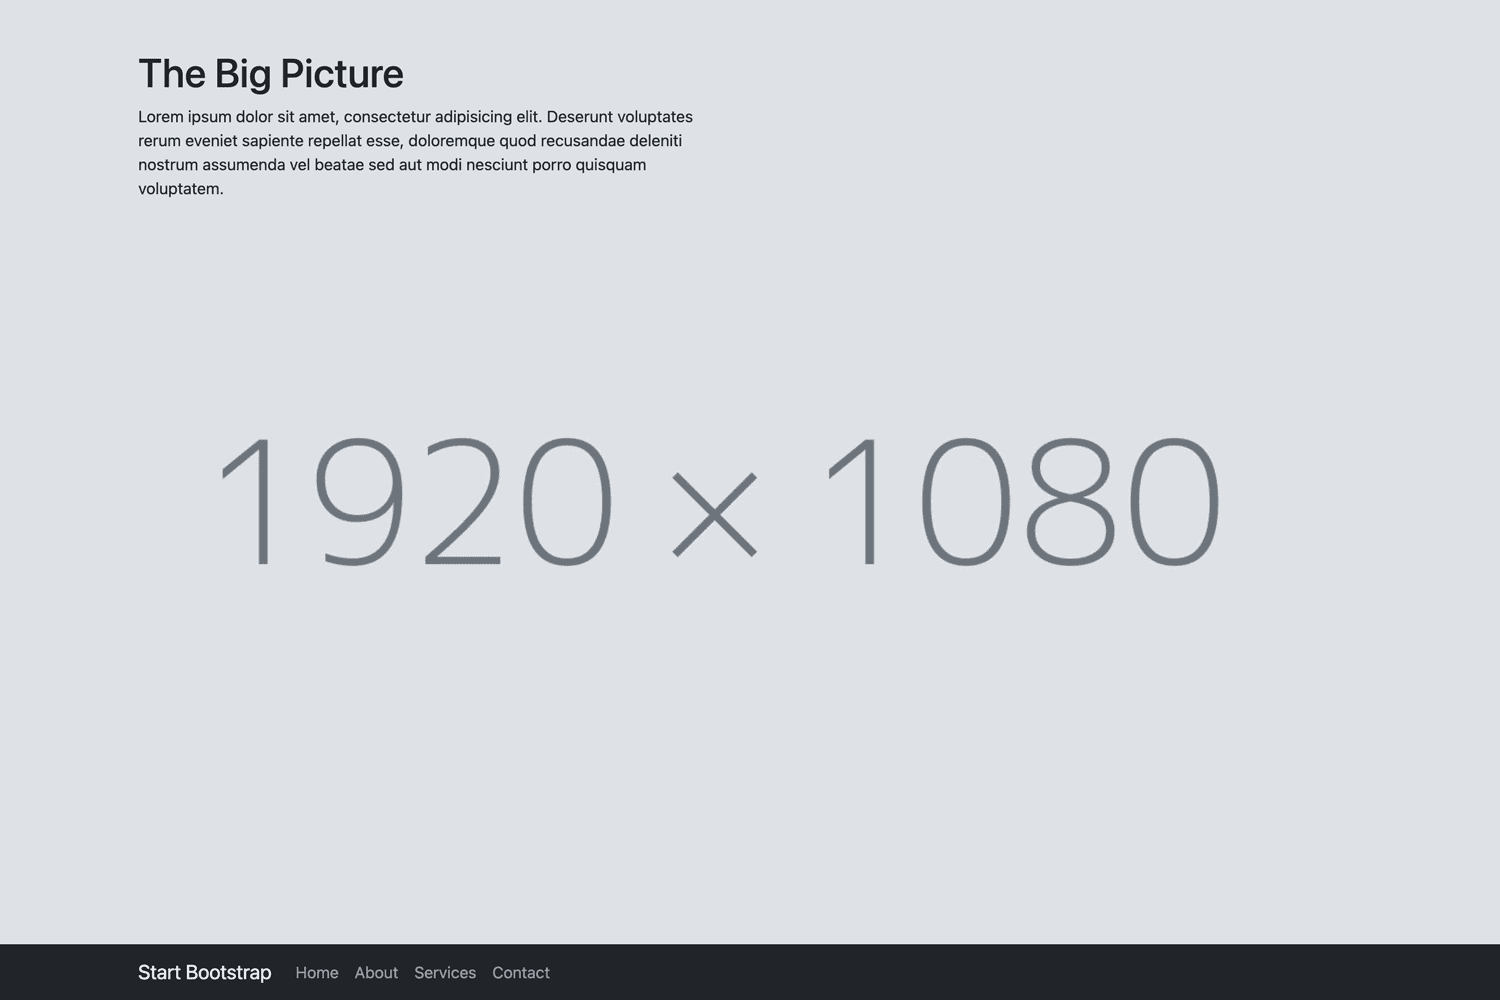 The Big Picture
Lorem ipsum dolor sit amet, consectetur adipisicing elit. Deserunt voluptates
rerum eveniet sapiente repellat esse, doloremque quod recusandae deleniti
nostrum assumenda vel beatae sed aut modi nesciunt porro quisquam
voluptatem.
1920 × 1080
Start Bootstrap Home About Services Contact